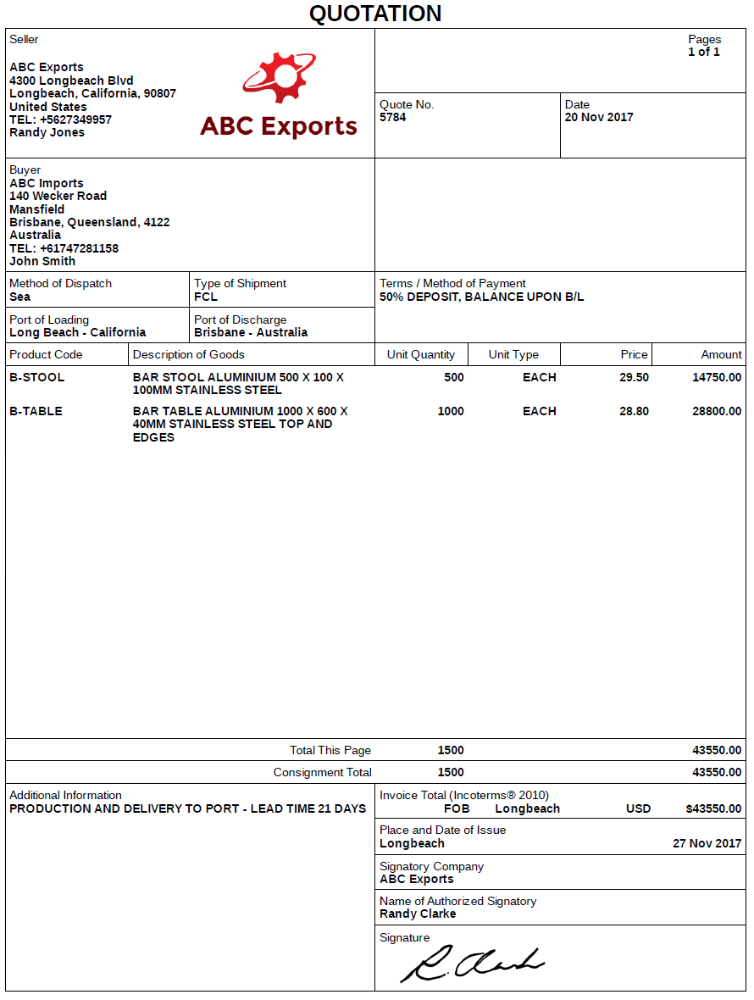 QUOTATION
Seller
ABC Exports
4300 Longbeach Blvd
Longbeach, California, 90807
United States
TEL: +5627349957
Randy Jones
ABC Exports
Pages
1 of 1
Quote No.
5784
Date
20 Nov 2017
Buyer
ABC Imports
140 Wecker Road
Mansfield
Brisbane, Queensland, 4122
Australia
TEL: +61747281158
John Smith
Method of Dispatch
Sea
Type of Shipment
FCL
Terms / Method of Payment
50% DEPOSIT, BALANCE UPON B/L
Port of Loading
Long Beach - California
Port of Discharge
Brisbane - Australia
Product Code Description of Goods Unit Quantity Unit Type Price Amount
B-STOOL BAR STOOL ALUMINIUM 500 X 100 X 500 EACH 29.50 14750.00
100MM STAINLESS STEEL
B-TABLE BAR TABLE ALUMINIUM 1000 X 600 X 1000 EACH 28.80 28800.00
40MM STAINLESS STEEL TOP AND
EDGES
Total This Page 1500 43550.00
Consignment Total 1500 43550.00
Additional Information
PRODUCTION AND DELIVERY TO PORT - LEAD TIME 21 DAYS
Invoice Total (Incoterms® 2010)
FOB Longbeach USD $43550.00
Place and Date of Issue
Longbeach 27 Nov 2017
Signatory Company
ABC Exports
Name of Authorized Signatory
Randy Clarke
Signature
R. Clarke